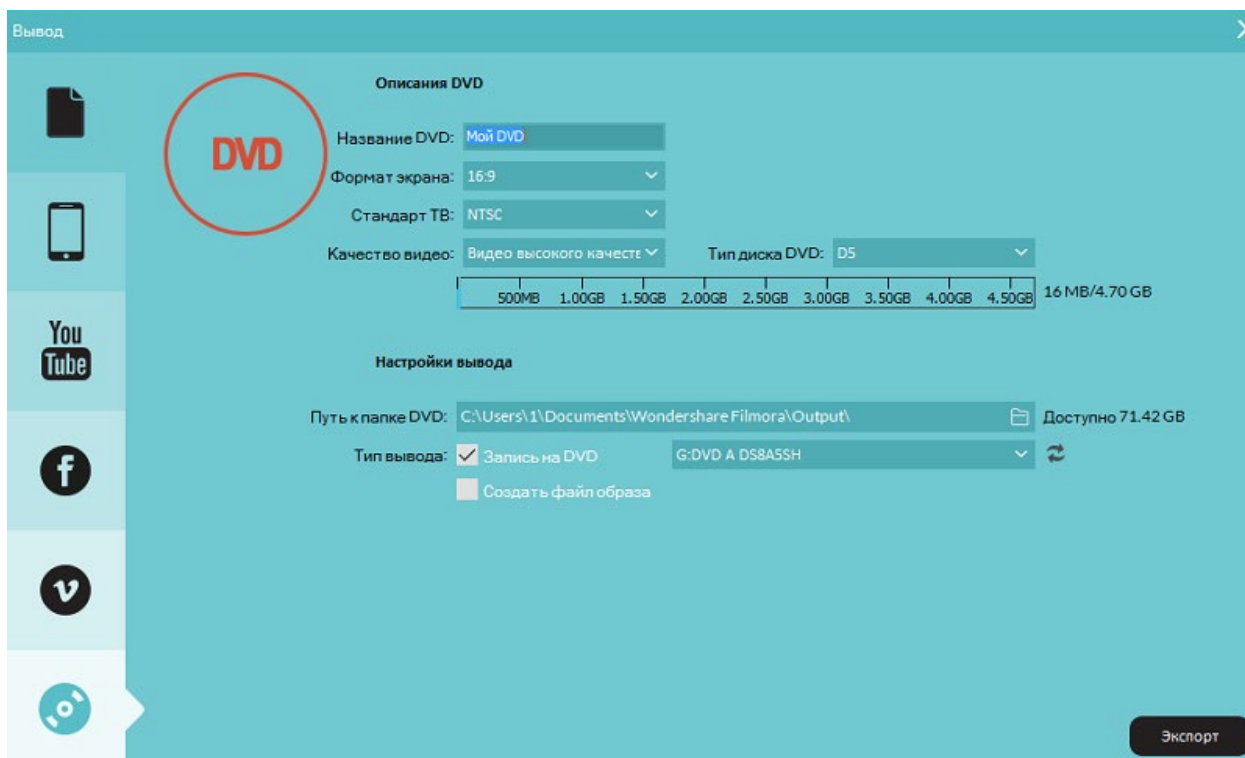 Вывод
Описания DVD
DVD
Название DVD: Мой DVD
Формат экрана: 16:9
Стандарт ТВ: NTSC
Качество видео: Видео высокого качеств Тип диска DVD: D5
500MB 1.00GB 1.50GB 2.00GB 2.50GB 3.00GB 3.50GB 4.00GB 4.50GB 16 MB/4.70 GB
You
Tube
Настройки вывода
Путь к папке DVD: C:\Users\1\Documents\Wondershare Filmora\Output\ Доступно 71.42 GB
Тип вывода: Запись на DVD G:DVD A DS8A5SH
Создать файл образа
Экспорт